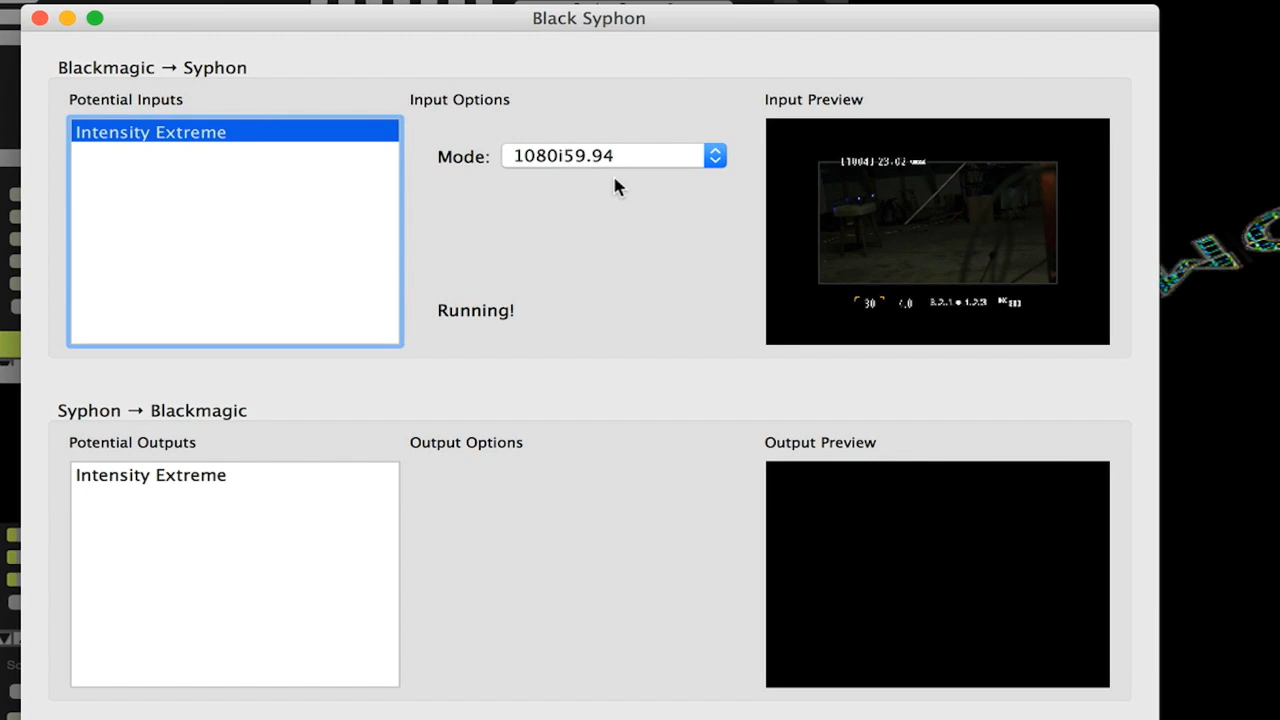 Black Syphon
Blackmagic → Syphon
Potential Inputs
Input Options
Input Preview
Intensity Extreme
Mode:
1080i59.94
Running!
30
Syphon → Blackmagic
Potential Outputs
Output Options
Output Preview
Intensity Extreme